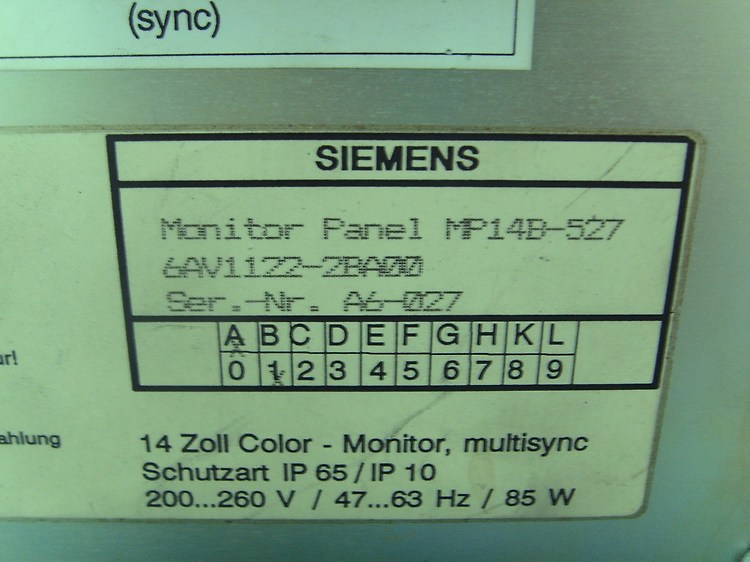 (sync)
SIEMENS
Monitor Panel MP14B-527
6AV1122-2BA00
Ser.-Nr. A6-027
A B C D E F G H K L
0 1 2 3 4 5 6 7 8 9
ur!
ahlung
14 Zoll Color - Monitor, multisync
Schutzart IP 65 / IP 10
200...260 V / 47...63 Hz / 85 W